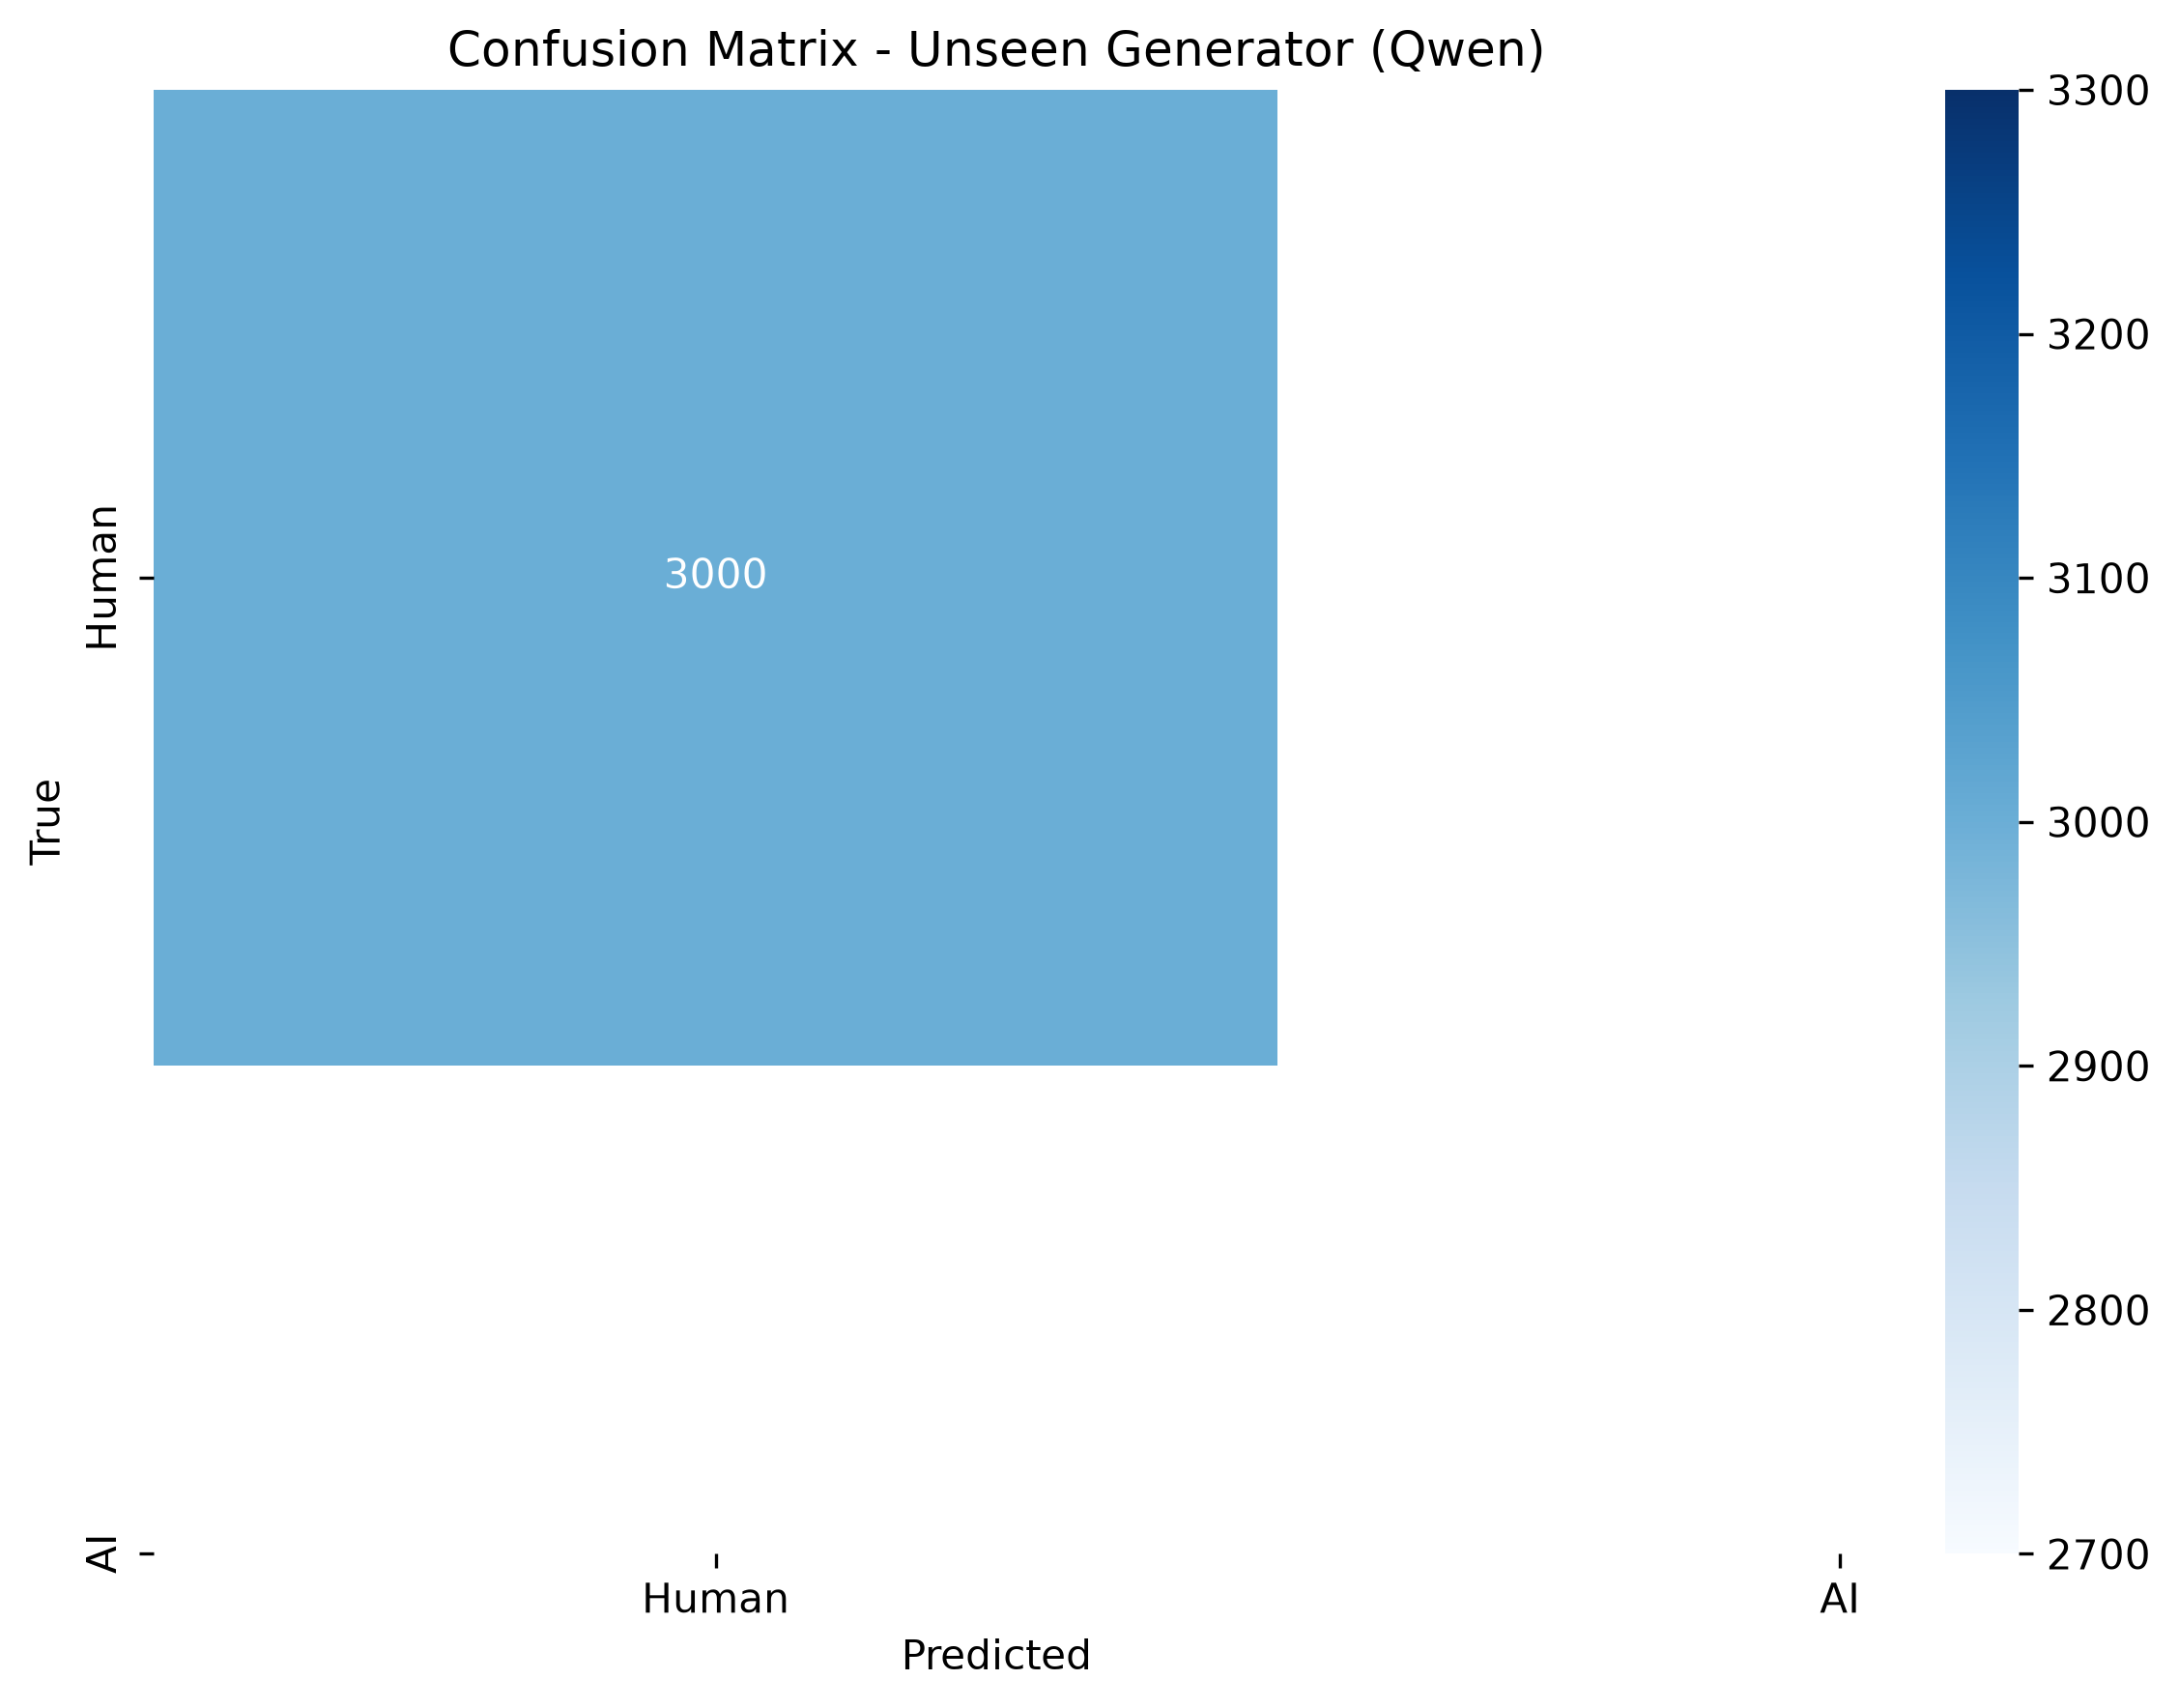 Confusion Matrix - Unseen Generator (Qwen)
3300
3200
3100
3000
2900
2800
2700
True
Human
AI
3000
Human
AI
Predicted